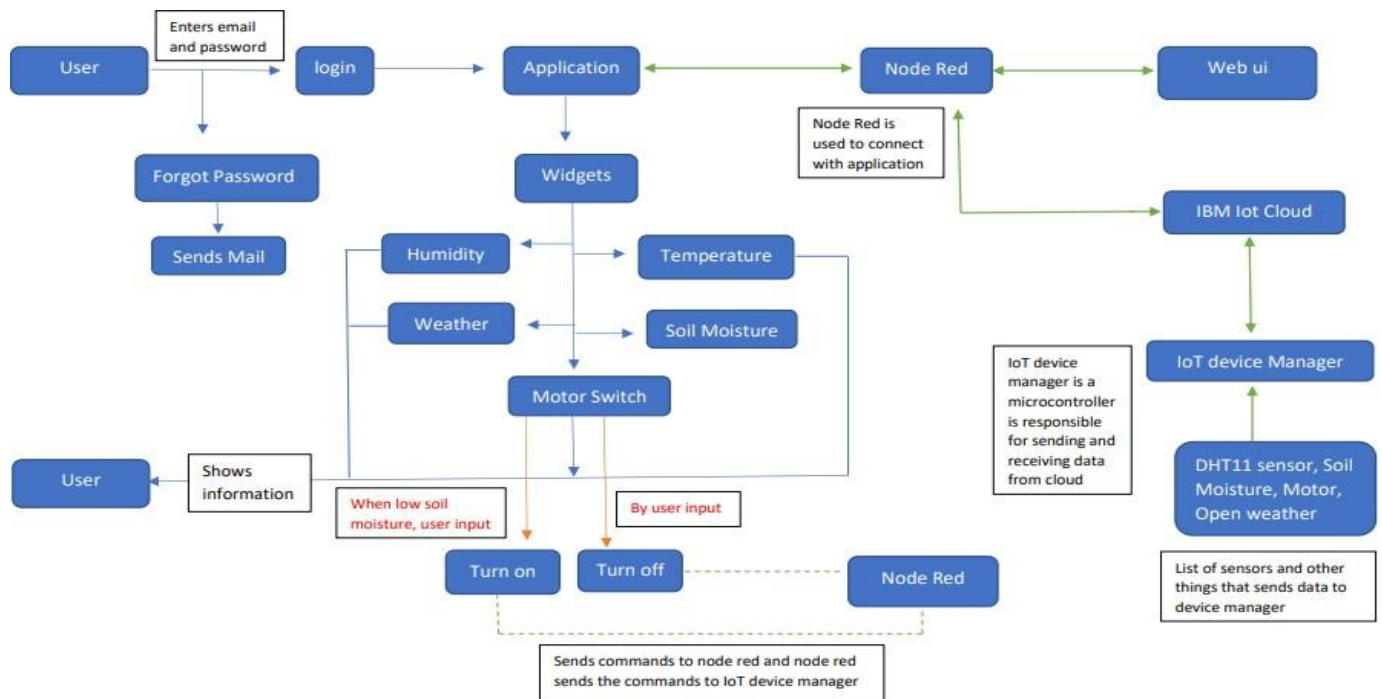 Enters email
and password
User
login
Application
Node Red
Web ui
Node Red is
used to connect
with application
Forgot Password
Widgets
IBM Iot Cloud
Sends Mail
Humidity
Temperature
Weather
Soil Moisture
IoT device Manager
IoT device
manager is a
microcontroller
is responsible
for sending and
receiving data
from cloud
Motor Switch
User
Shows
information
When low soil
moisture, user input
By user input
DHT11 sensor, Soil
Moisture, Motor,
Open weather
Turn on
Turn off
Node Red
List of sensors and other
things that sends data to
device manager
Sends commands to node red and node red
sends the commands to IoT device manager